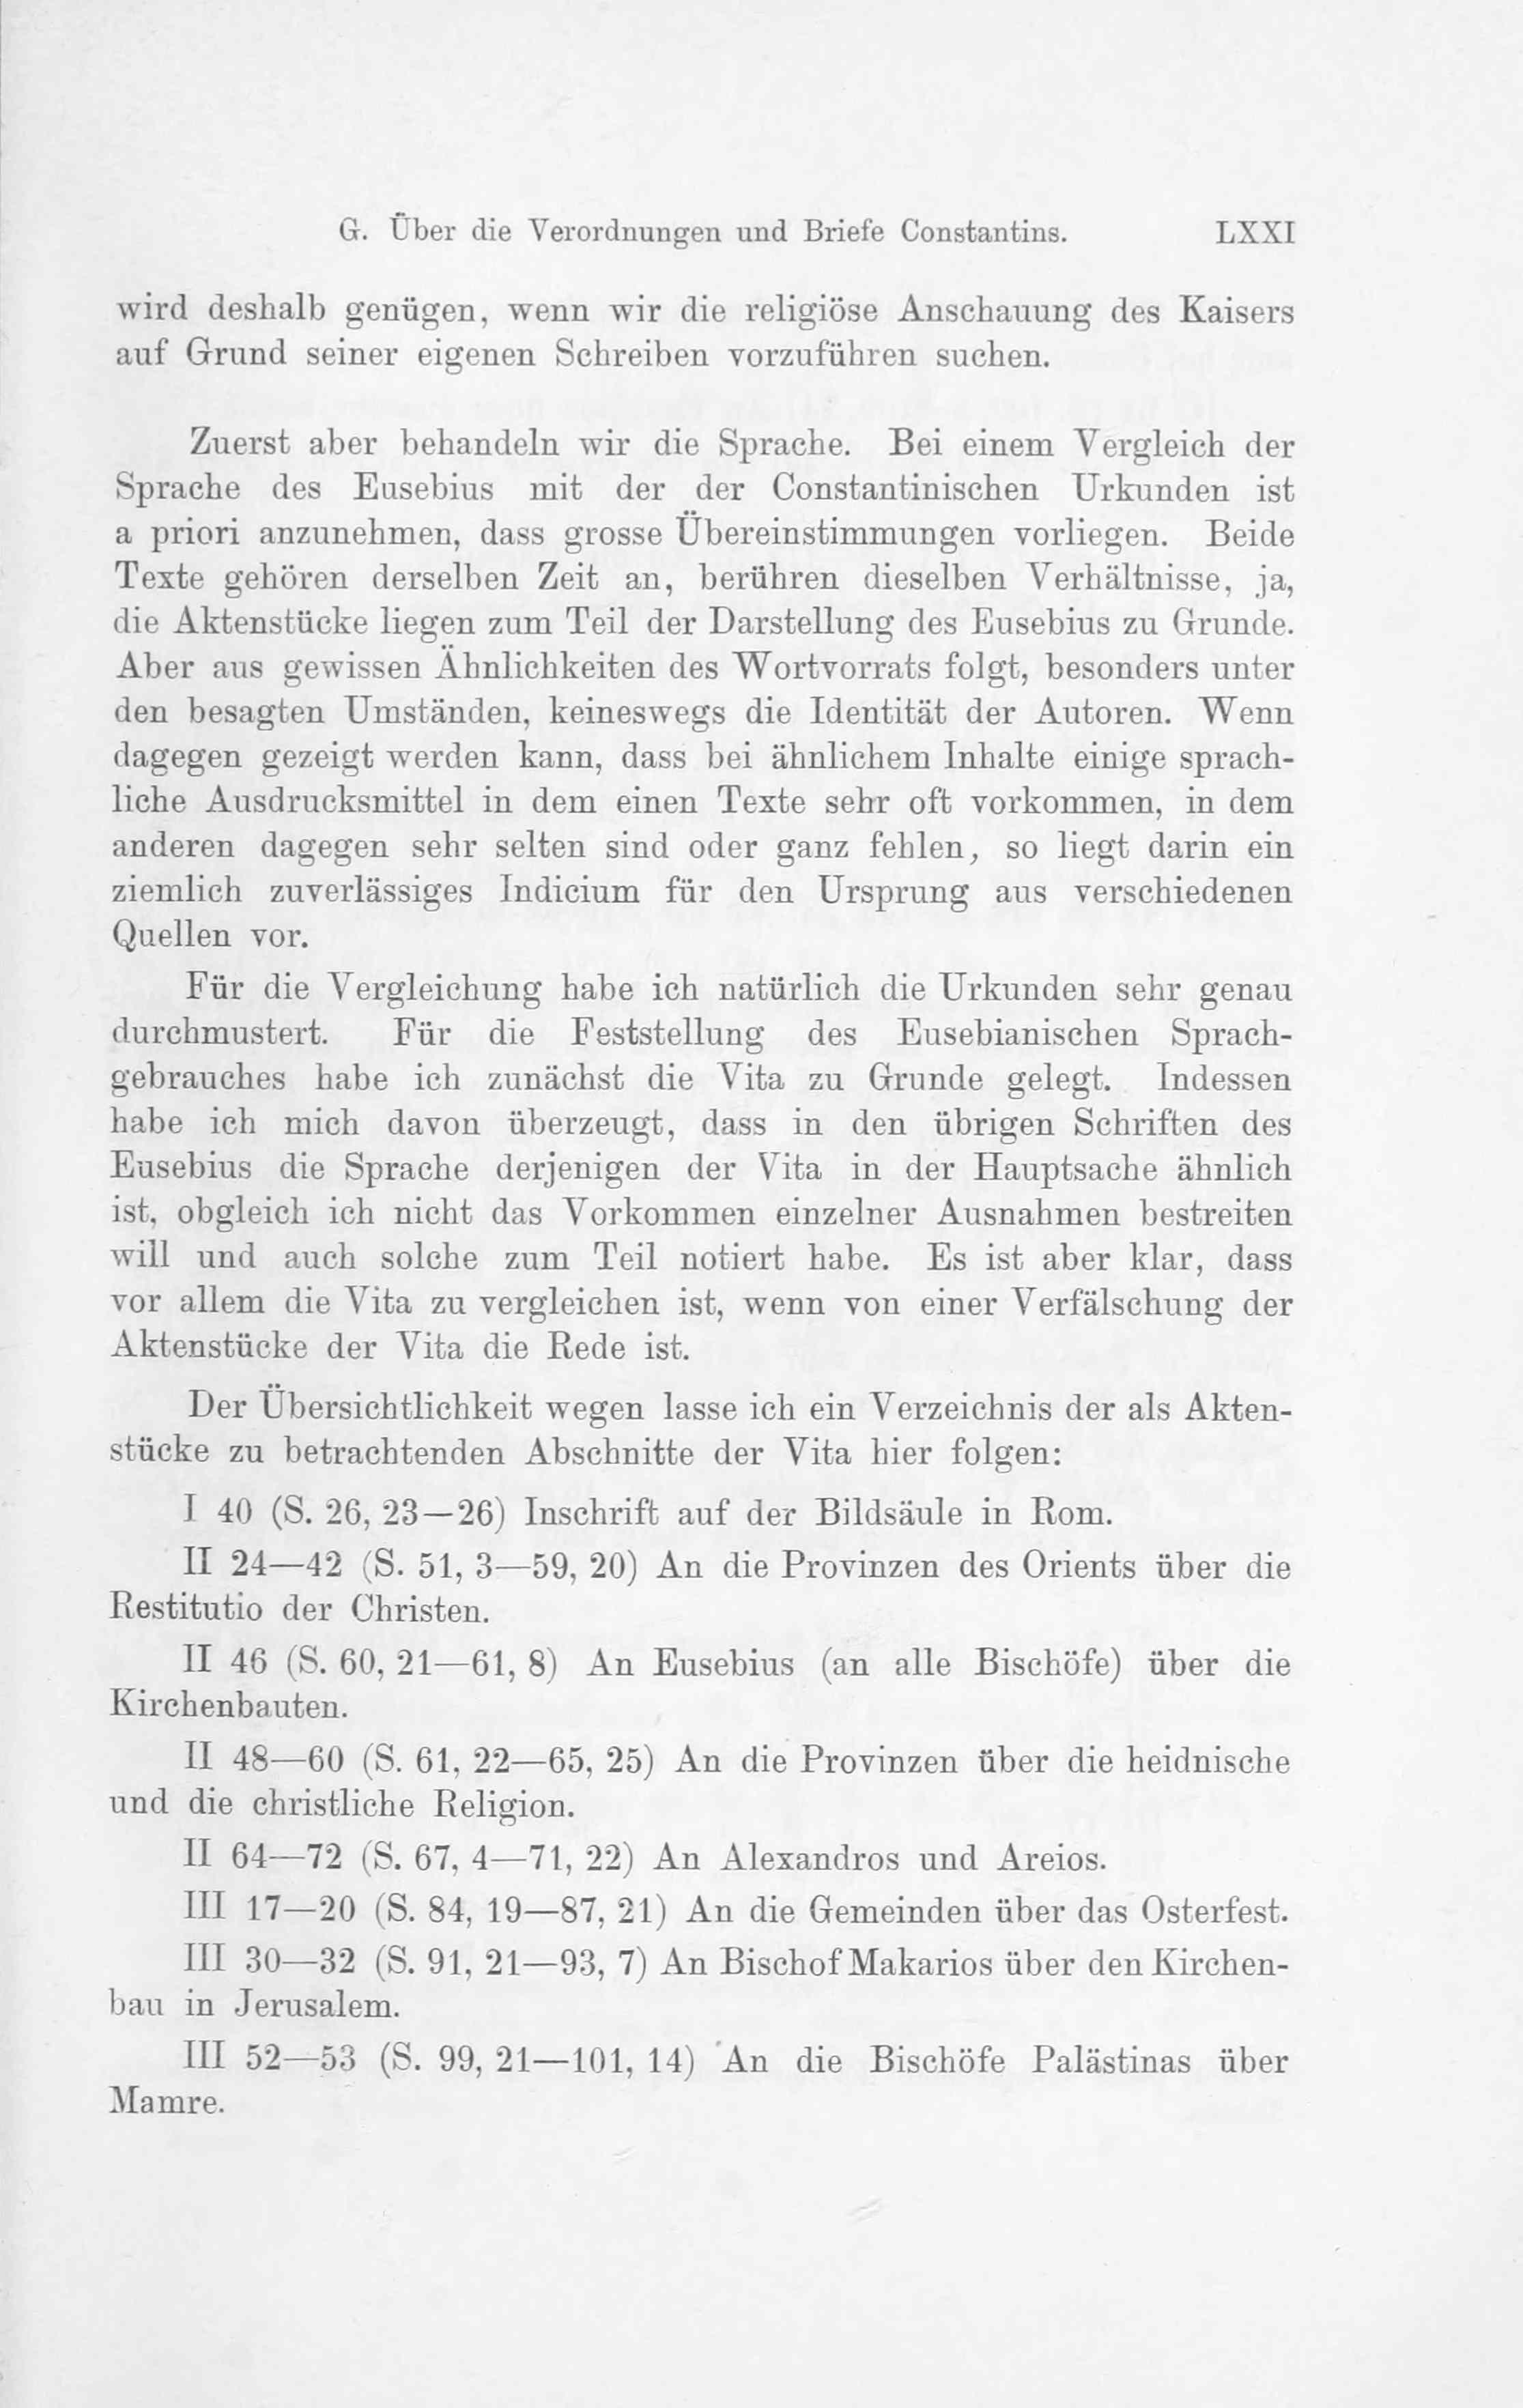 G. Über die Verordnungen und Briefe Constantins. LXXI
wird deshalb genügen, wenn wir die religiöse Anschauung des Kaisers
auf Grund seiner eigenen Schreiben vorzuführen suchen.
Zuerst aber behandeln wir die Sprache. Bei einem Vergleich der
Sprache des Eusebius mit der der Constantinischen Urkunden ist
a priori anzunehmen, dass grosse Übereinstimmungen vorliegen. Beide
Texte gehören derselben Zeit an, berühren dieselben Verhältnisse, ja,
die Aktenstücke liegen zum Teil der Darstellung des Eusebius zu Grunde.
Aber aus gewissen Ähnlichkeiten des Wortvorrats folgt, besonders unter
den besagten Umständen, keineswegs die Identität der Autoren. Wenn
dagegen gezeigt werden kann, dass bei ähnlichem Inhalte einige sprach-
liche Ausdrucksmittel in dem einen Texte sehr oft vorkommen, in dem
anderen dagegen sehr selten sind oder ganz fehlen, so liegt darin ein
ziemlich zuverlässiges Indicium für den Ursprung aus verschiedenen
Quellen vor.
Für die Vergleichung habe ich natürlich die Urkunden sehr genau
durchmustert. Für die Feststellung des Eusebianischen Sprach-
gebrauches habe ich zunächst die Vita zu Grunde gelegt. Indessen
habe ich mich davon überzeugt, dass in den übrigen Schriften des
Eusebius die Sprache derjenigen der Vita in der Hauptsache ähnlich
ist, obgleich ich nicht das Vorkommen einzelner Ausnahmen bestreiten
will und auch solche zum Teil notiert habe. Es ist aber klar, dass
vor allem die Vita zu vergleichen ist, wenn von einer Verfälschung der
Aktenstücke der Vita die Rede ist.
Der Übersichtlichkeit wegen lasse ich ein Verzeichnis der als Akten-
stücke zu betrachtenden Abschnitte der Vita hier folgen:
I 40 (S. 26, 23—26) Inschrift auf der Bildsäule in Rom.
II 24—42 (S. 51, 3—59, 20) An die Provinzen des Orients über die
Restitutio der Christen.
II 46 (S. 60, 21—61, 8) An Eusebius (an alle Bischöfe) über die
Kirchenbauten.
II 48—60 (S. 61, 22—65, 25) An die Provinzen über die heidnische
und die christliche Religion.
II 64—72 (S. 67, 4—71, 22) An Alexandros und Areios.
III 17—20 (S. 84, 19—87, 21) An die Gemeinden über das Osterfest.
III 30—32 (S. 91, 21—93, 7) An Bischof Makarios über den Kirchen-
bau in Jerusalem.
III 52—53 (S. 99, 21—101, 14) An die Bischöfe Palästinas über
Mamre.